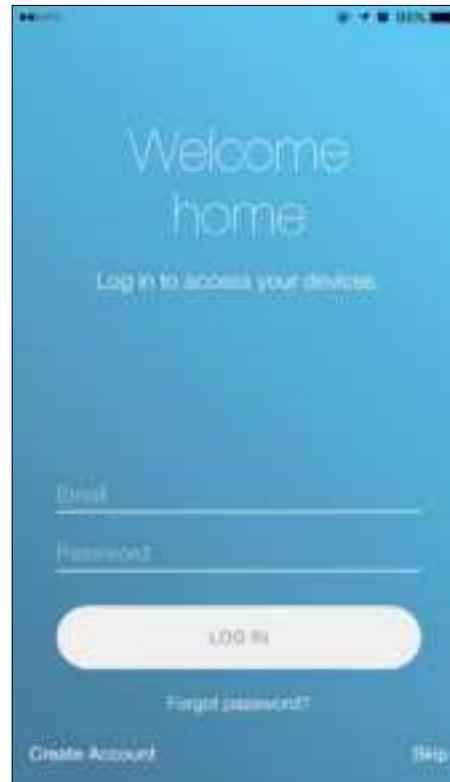 Welcome
home
Log in to access your devices.
Email
Password
LOG IN
Forgot password?
Create Account
Skip